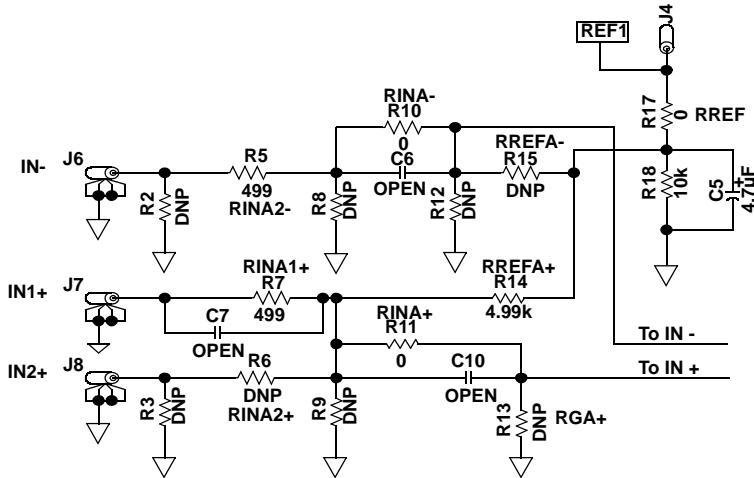 REF1
J4
R17
0
RREF
RINA-
R10
0
C6
OPEN
RREFA-
R15
DNP
R18
10k
C5
+
4.7uF
IN-
J6
R5
499
RINA2-
R2
DNP
R8
DNP
R12
DNP
IN1+
J7
RINA1+
R7
499
C7
OPEN
RREFA+
R14
4.99k
RINA+
R11
0
To IN -
To IN +
IN2+
J8
R6
DNP
RINA2+
C10
OPEN
R3
DNP
R9
DNP
R13
DNP
RGA+